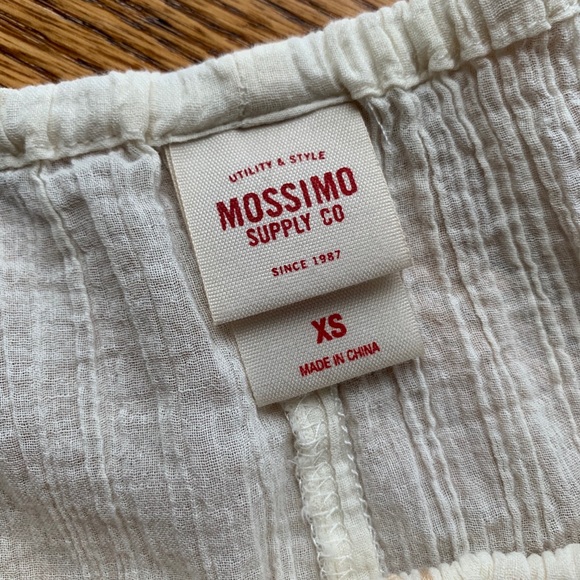 UTILITY & STYLE
MOSSIMO
SUPPLY CO
SINCE 1987
XS
MADE IN CHINA